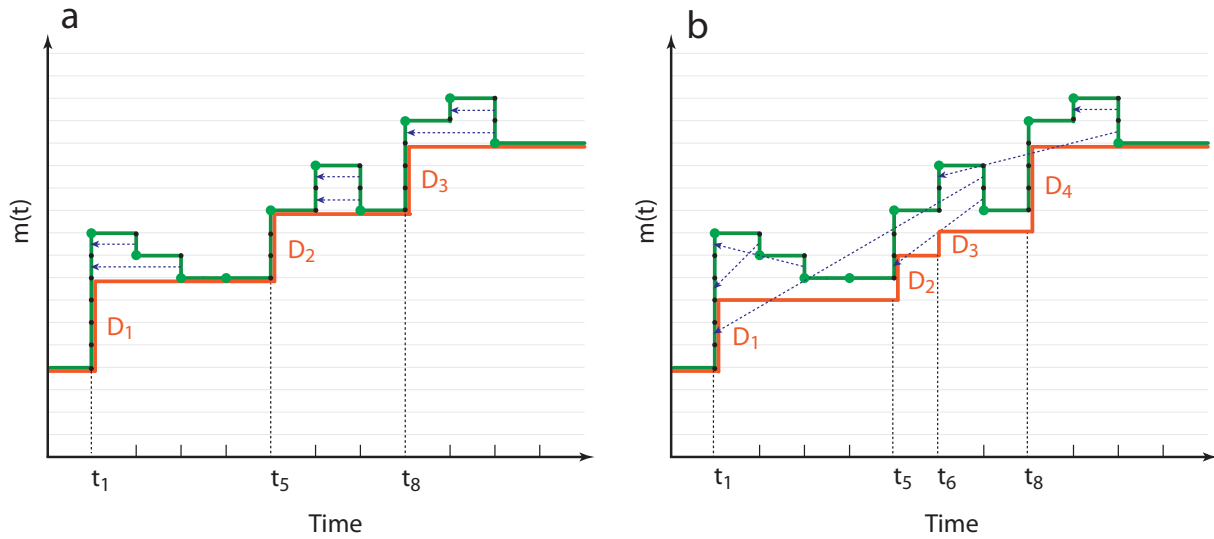 a
m(t)
D₁
D₂
D₃
t₁
t₅
t₈
Time
b
m(t)
D₁
D₂
D₃
D₄
t₁
t₅
t₆
t₈
Time